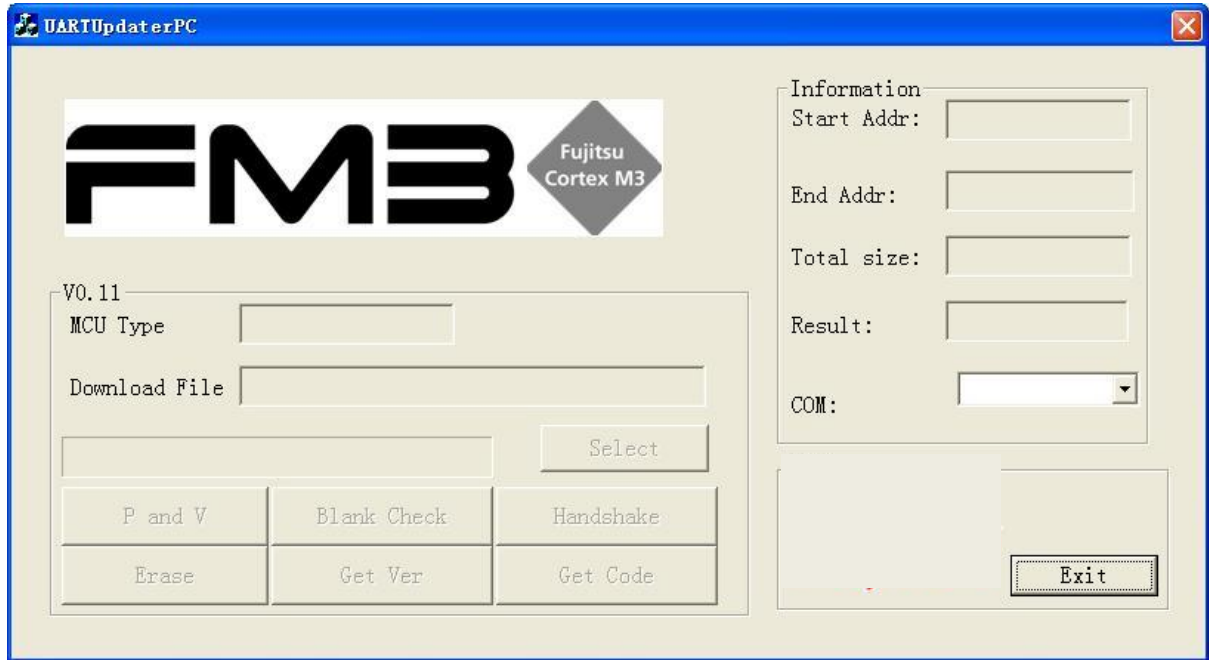 UARTUpdaterPC
FM3
Fujitsu
Cortex M3
V0.11
MCU Type
Download File
Select
P and V
Blank Check
Handshake
Erase
Get Ver
Get Code
Information
Start Addr:
End Addr:
Total size:
Result:
COM:
Exit